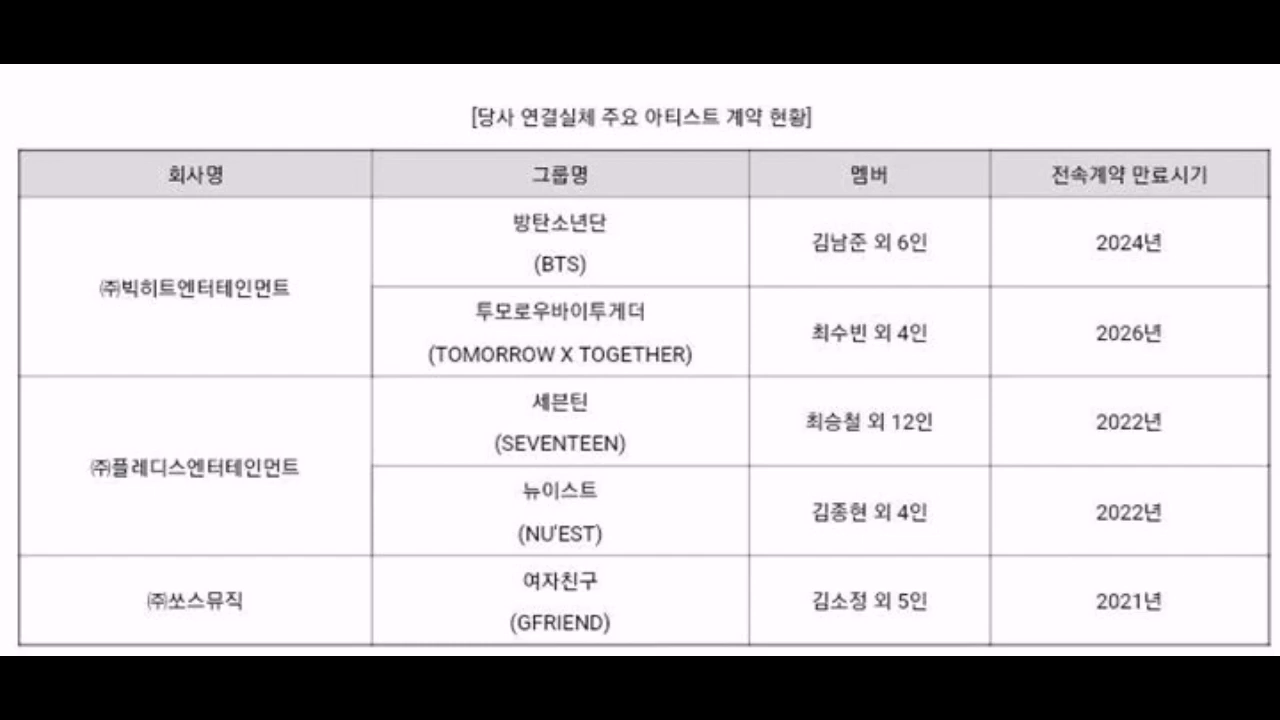 [당사 연결실체 주요 아티스트 계약 현황]
회사명 그룹명 멤버 전속계약 만료시기
㈜빅히트엔터테인먼트
방탄소년단
(BTS)
김남준 외 6인 2024년
투모로우바이투게더
(TOMORROW X TOGETHER)
최수빈 외 4인 2026년
㈜플레디스엔터테인먼트
세븐틴
(SEVENTEEN)
최승철 외 12인 2022년
뉴이스트
(NU'EST)
김종현 외 4인 2022년
㈜쏘스뮤직
여자친구
(GFRIEND)
김소정 외 5인 2021년